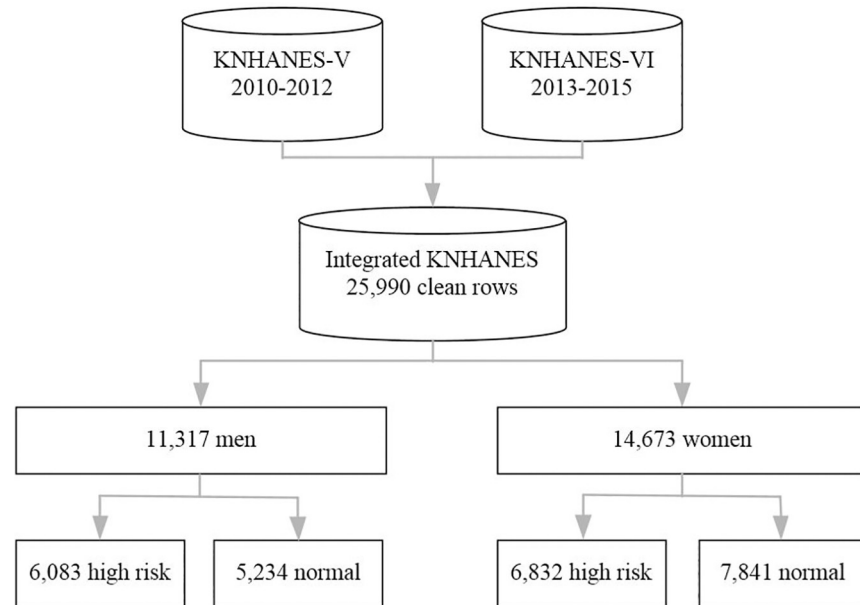 KNHANES-V
2010-2012
KNHANES-VI
2013-2015
Integrated KNHANES
25,990 clean rows
11,317 men
14,673 women
6,083 high risk
5,234 normal
6,832 high risk
7,841 normal